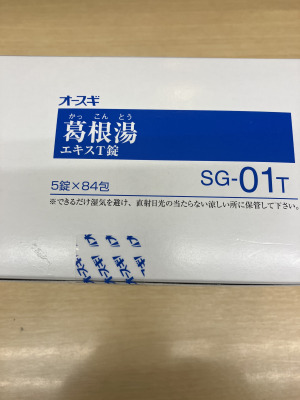 オースギ
かっ こん とう
葛根湯
エキスT錠
SG-01T
5錠×84包
※できるだけ湿気を避け、直射日光の当たらない涼しい所に保管して下さい。